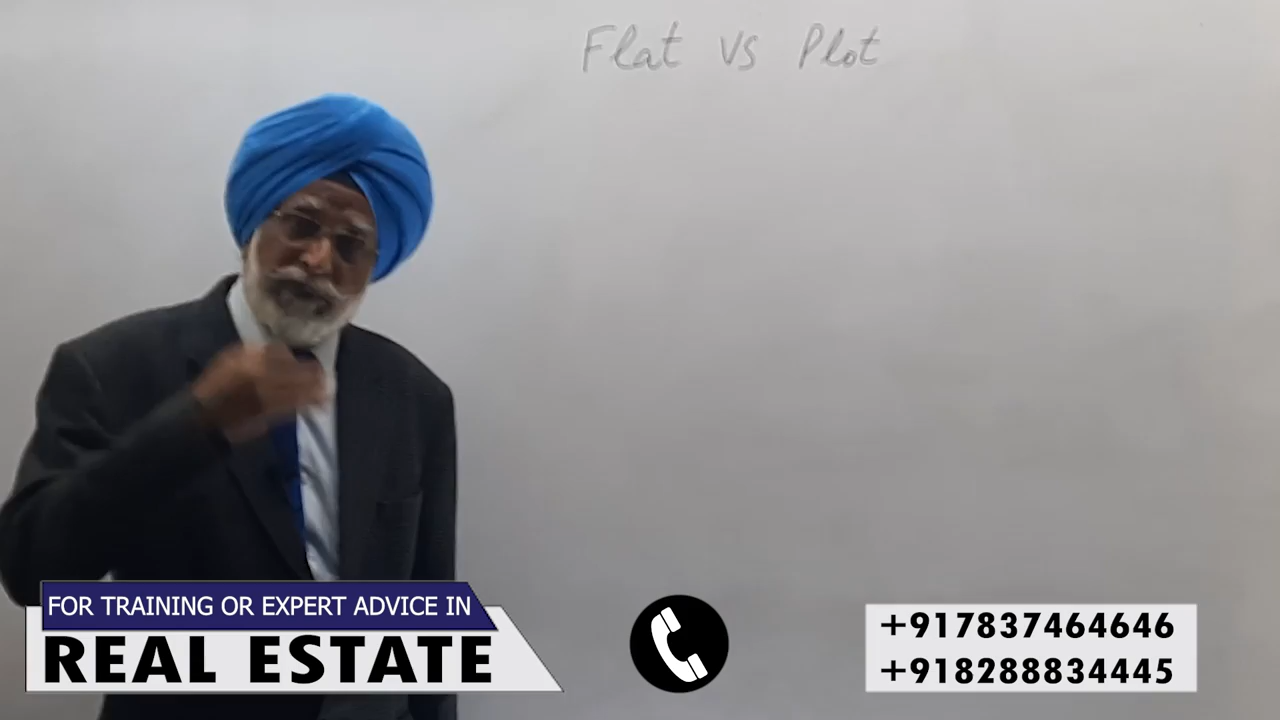 Flat vs Plot
FOR TRAINING OR EXPERT ADVICE IN
REAL ESTATE
+917837464646
+918288834445